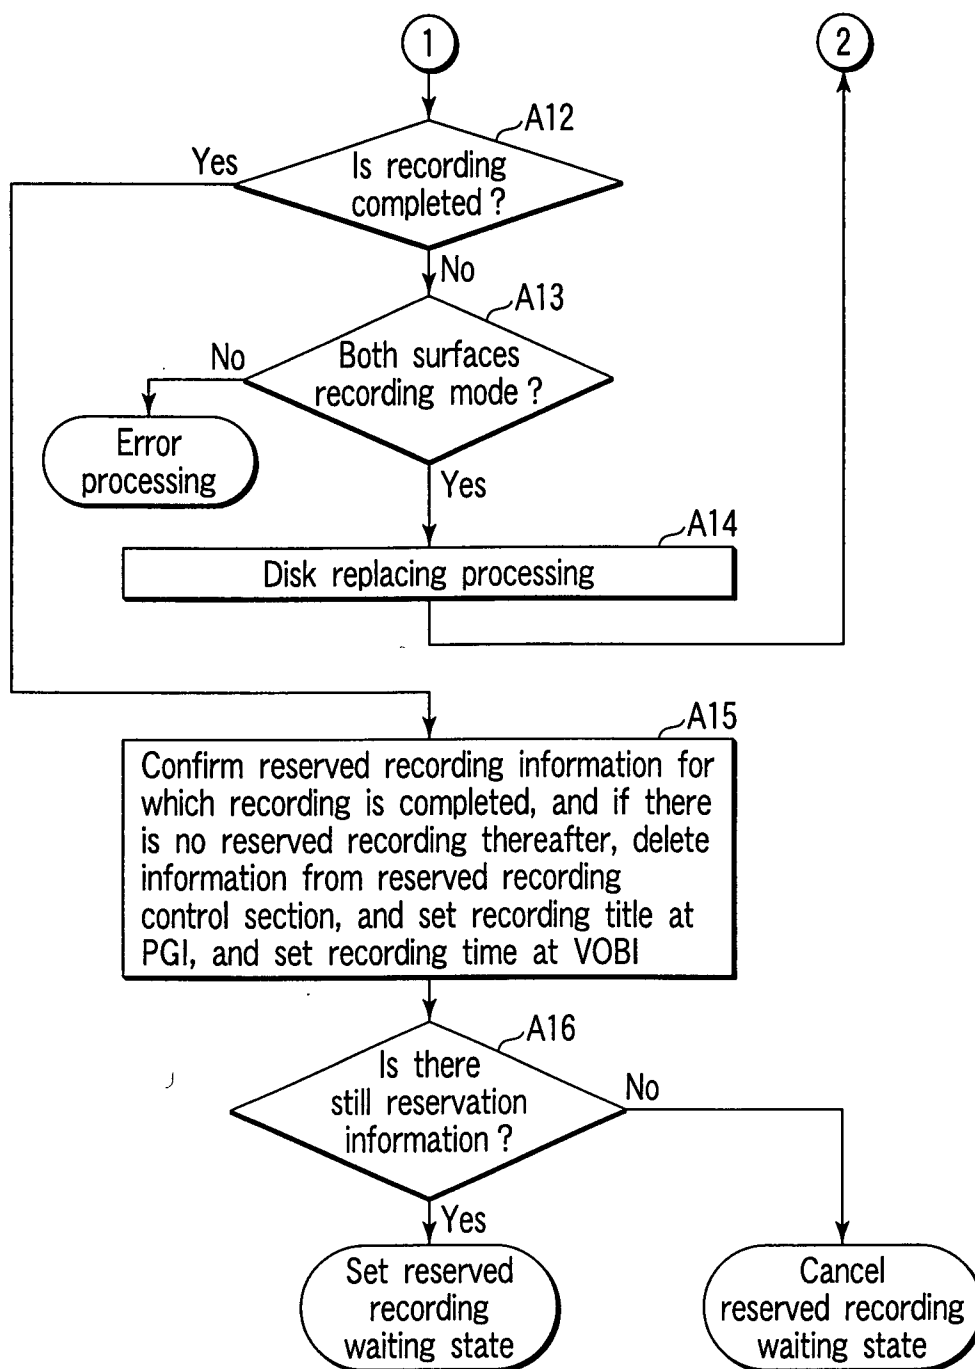 1
2
A12
Yes
Is recording
completed ?
No
A13
No
Both surfaces
recording mode ?
Error
processing
Yes
A14
Disk replacing processing
A15
Confirm reserved recording information for
which recording is completed, and if there
is no reserved recording thereafter, delete
information from reserved recording
control section, and set recording title at
PGI, and set recording time at VOBI
A16
Is there
still reservation
information ?
No
Yes
Set reserved
recording
waiting state
Cancel
reserved recording
waiting state